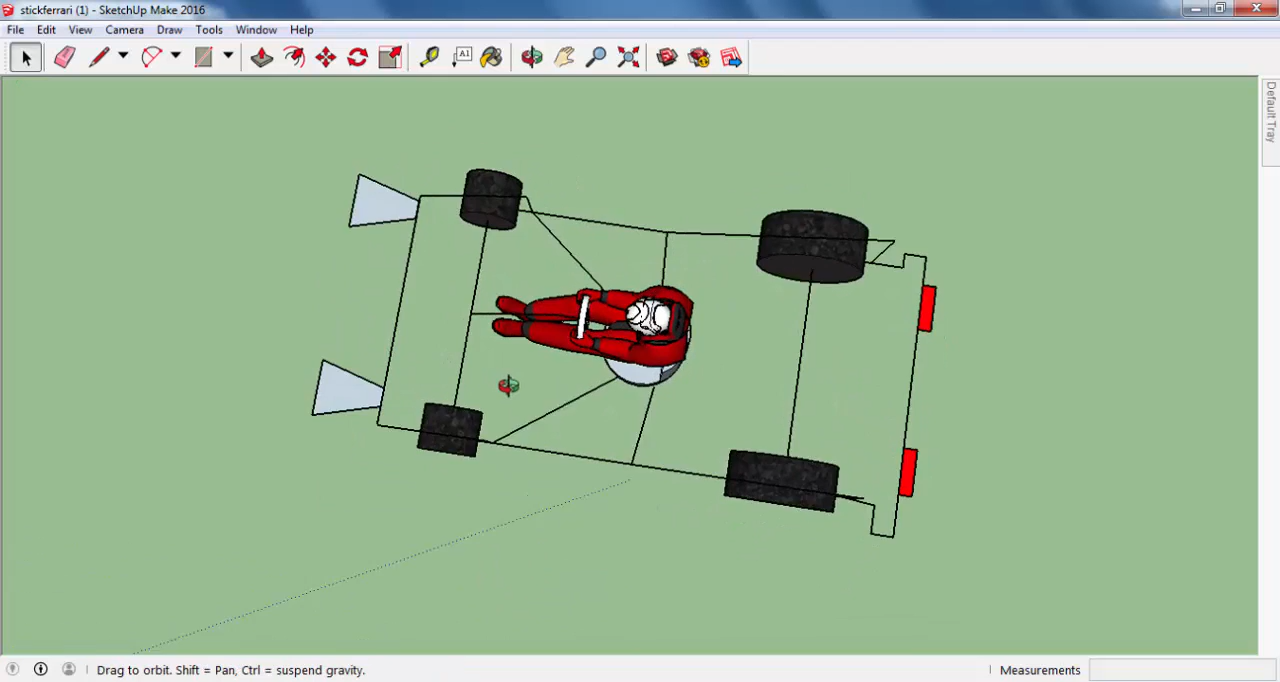 stickferrari (1) - SketchUp Make 2016
File Edit View Camera Draw Tools Window Help
A1
Default Tray
Drag to orbit. Shift = Pan, Ctrl = suspend gravity.
Measurements